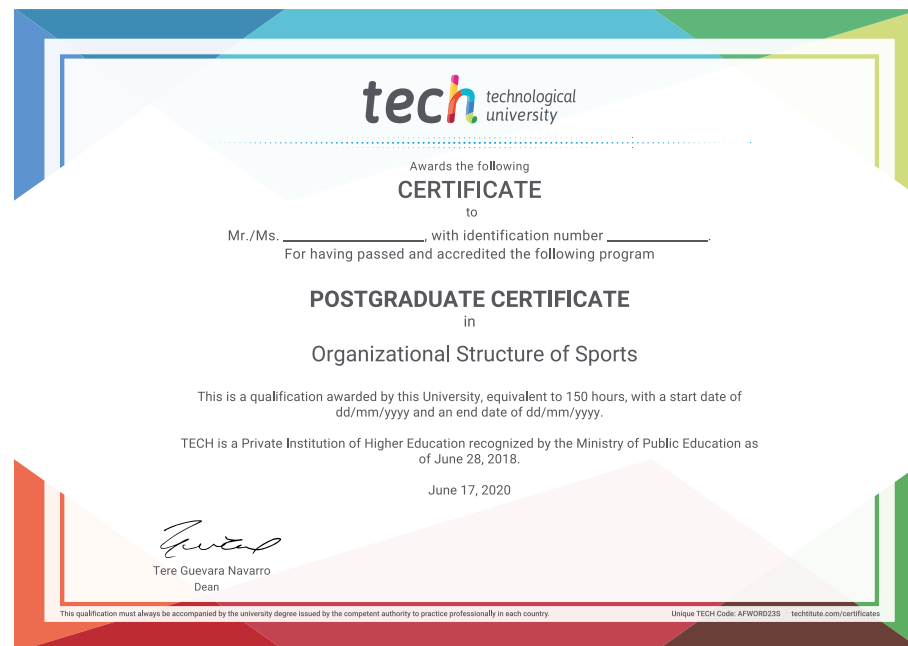 tech technological
university
Awards the following
CERTIFICATE
to
Mr./Ms. ____________________, with identification number ______________.
For having passed and accredited the following program
POSTGRADUATE CERTIFICATE
in
Organizational Structure of Sports
This is a qualification awarded by this University, equivalent to 150 hours, with a start date of
dd/mm/yyyy and an end date of dd/mm/yyyy.
TECH is a Private Institution of Higher Education recognized by the Ministry of Public Education as
of June 28, 2018.
June 17, 2020
Tere Guevara Navarro
Dean
This qualification must always be accompanied by the university degree issued by the competent authority to practice professionally in each country. Unique TECH Code: AFWORD23S techtitute.com/certificates